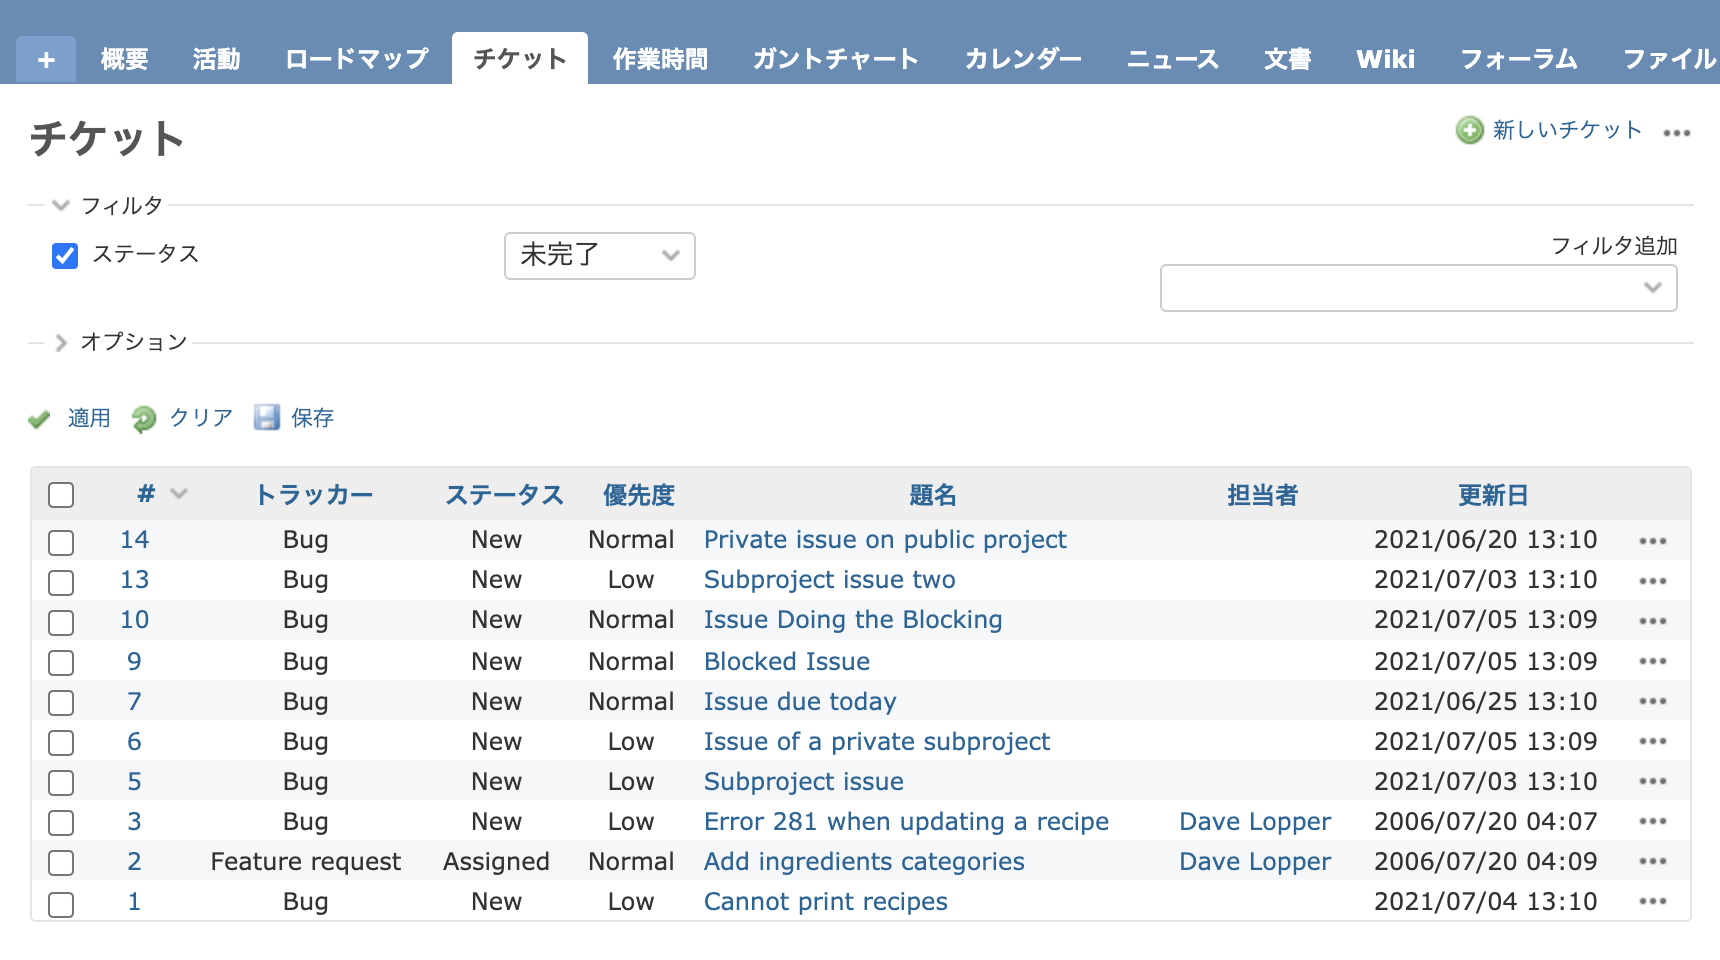 + 概要 活動 ロードマップ チケット 作業時間 ガントチャート カレンダー ニュース 文書 Wiki フォーラム ファイル
チケット
新しいチケット •••
フィルタ
ステータス 未完了
フィルタ追加
オプション
適用 クリア 保存
# トラッカー ステータス 優先度 題名 担当者 更新日
14 Bug New Normal Private issue on public project 2021/06/20 13:10 •••
13 Bug New Low Subproject issue two 2021/07/03 13:10 •••
10 Bug New Normal Issue Doing the Blocking 2021/07/05 13:09 •••
9 Bug New Normal Blocked Issue 2021/07/05 13:09 •••
7 Bug New Normal Issue due today 2021/06/25 13:10 •••
6 Bug New Low Issue of a private subproject 2021/07/05 13:09 •••
5 Bug New Low Subproject issue 2021/07/03 13:10 •••
3 Bug New Low Error 281 when updating a recipe Dave Lopper 2006/07/20 04:07 •••
2 Feature request Assigned Normal Add ingredients categories Dave Lopper 2006/07/20 04:09 •••
1 Bug New Low Cannot print recipes 2021/07/04 13:10 •••